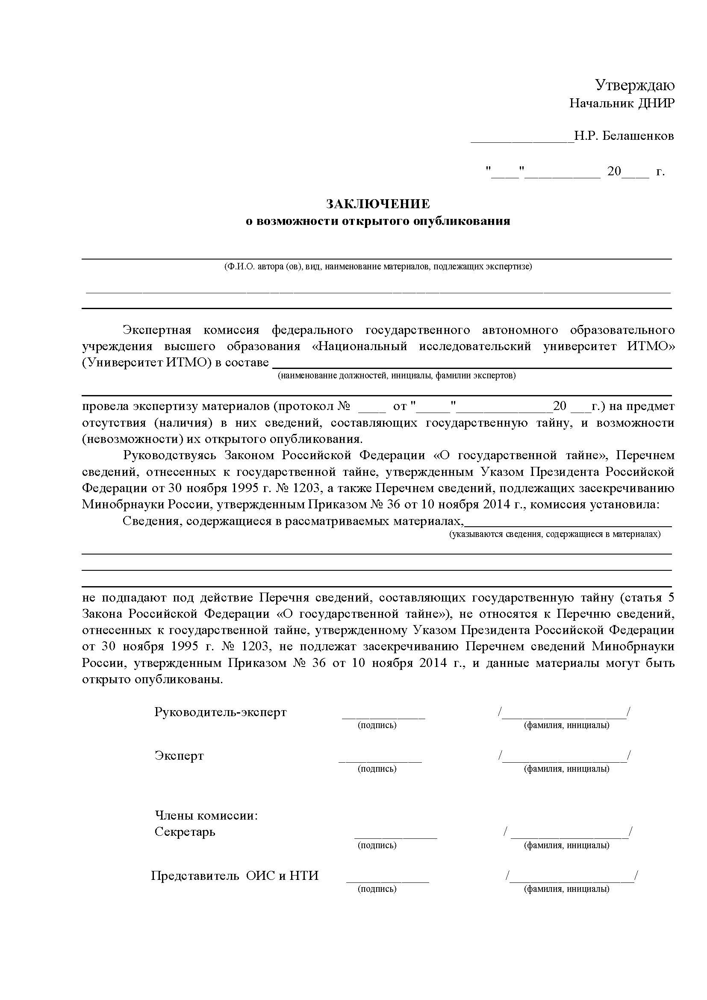 Утверждаю
Начальник ДНИР
_______________Н.Р. Белашенков
"____"___________ 20____ г.
ЗАКЛЮЧЕНИЕ
о возможности открытого опубликования
(Ф.И.О. автора (ов), вид, наименование материалов, подлежащих экспертизе)
Экспертная комиссия федерального государственного автономного образовательного
учреждения высшего образования «Национальный исследовательский университет ИТМО»
(Университет ИТМО) в составе
(наименование должностей, инициалы, фамилии экспертов)
провела экспертизу материалов (протокол № ____ от "_____"______________20 ___г.) на предмет
отсутствия (наличия) в них сведений, составляющих государственную тайну, и возможности
(невозможности) их открытого опубликования.
Руководствуясь Законом Российской Федерации «О государственной тайне», Перечнем
сведений, отнесенных к государственной тайне, утвержденным Указом Президента Российской
Федерации от 30 ноября 1995 г. № 1203, а также Перечнем сведений, подлежащих засекречиванию
Минобрнауки России, утвержденным Приказом № 36 от 10 ноября 2014 г., комиссия установила:
Сведения, содержащиеся в рассматриваемых материалах,
(указываются сведения, содержащиеся в материалах)
не подпадают под действие Перечня сведений, составляющих государственную тайну (статья 5
Закона Российской Федерации «О государственной тайне»), не относятся к Перечню сведений,
отнесенных к государственной тайне, утвержденному Указом Президента Российской Федерации
от 30 ноября 1995 г. № 1203, не подлежат засекречиванию Перечнем сведений Минобрнауки
России, утвержденным Приказом № 36 от 10 ноября 2014 г., и данные материалы могут быть
открыто опубликованы.
Руководитель-эксперт ____________ /__________________/
(подпись) (фамилия, инициалы)
Эксперт ____________ /__________________/
(подпись) (фамилия, инициалы)
Члены комиссии:
Секретарь ____________ / _________________/
(подпись) (фамилия, инициалы)
Представитель ОИС и НТИ ____________ /__________________/
(подпись) (фамилия, инициалы)